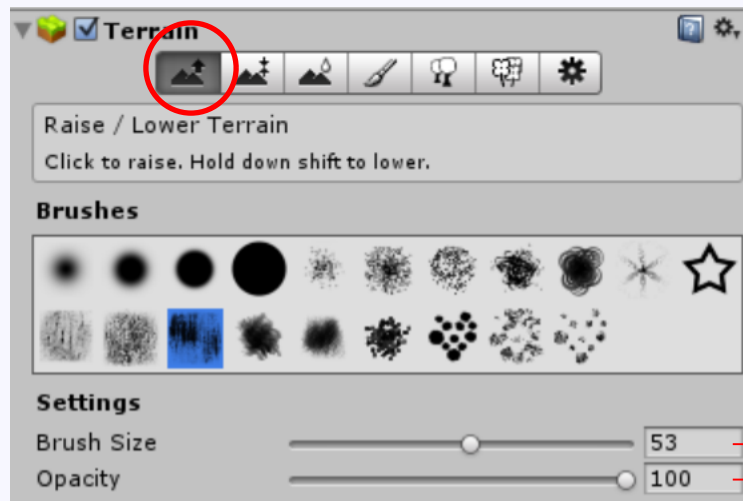 Terrain
Raise / Lower Terrain
Click to raise. Hold down shift to lower.
Brushes
Settings
Brush Size 53
Opacity 100